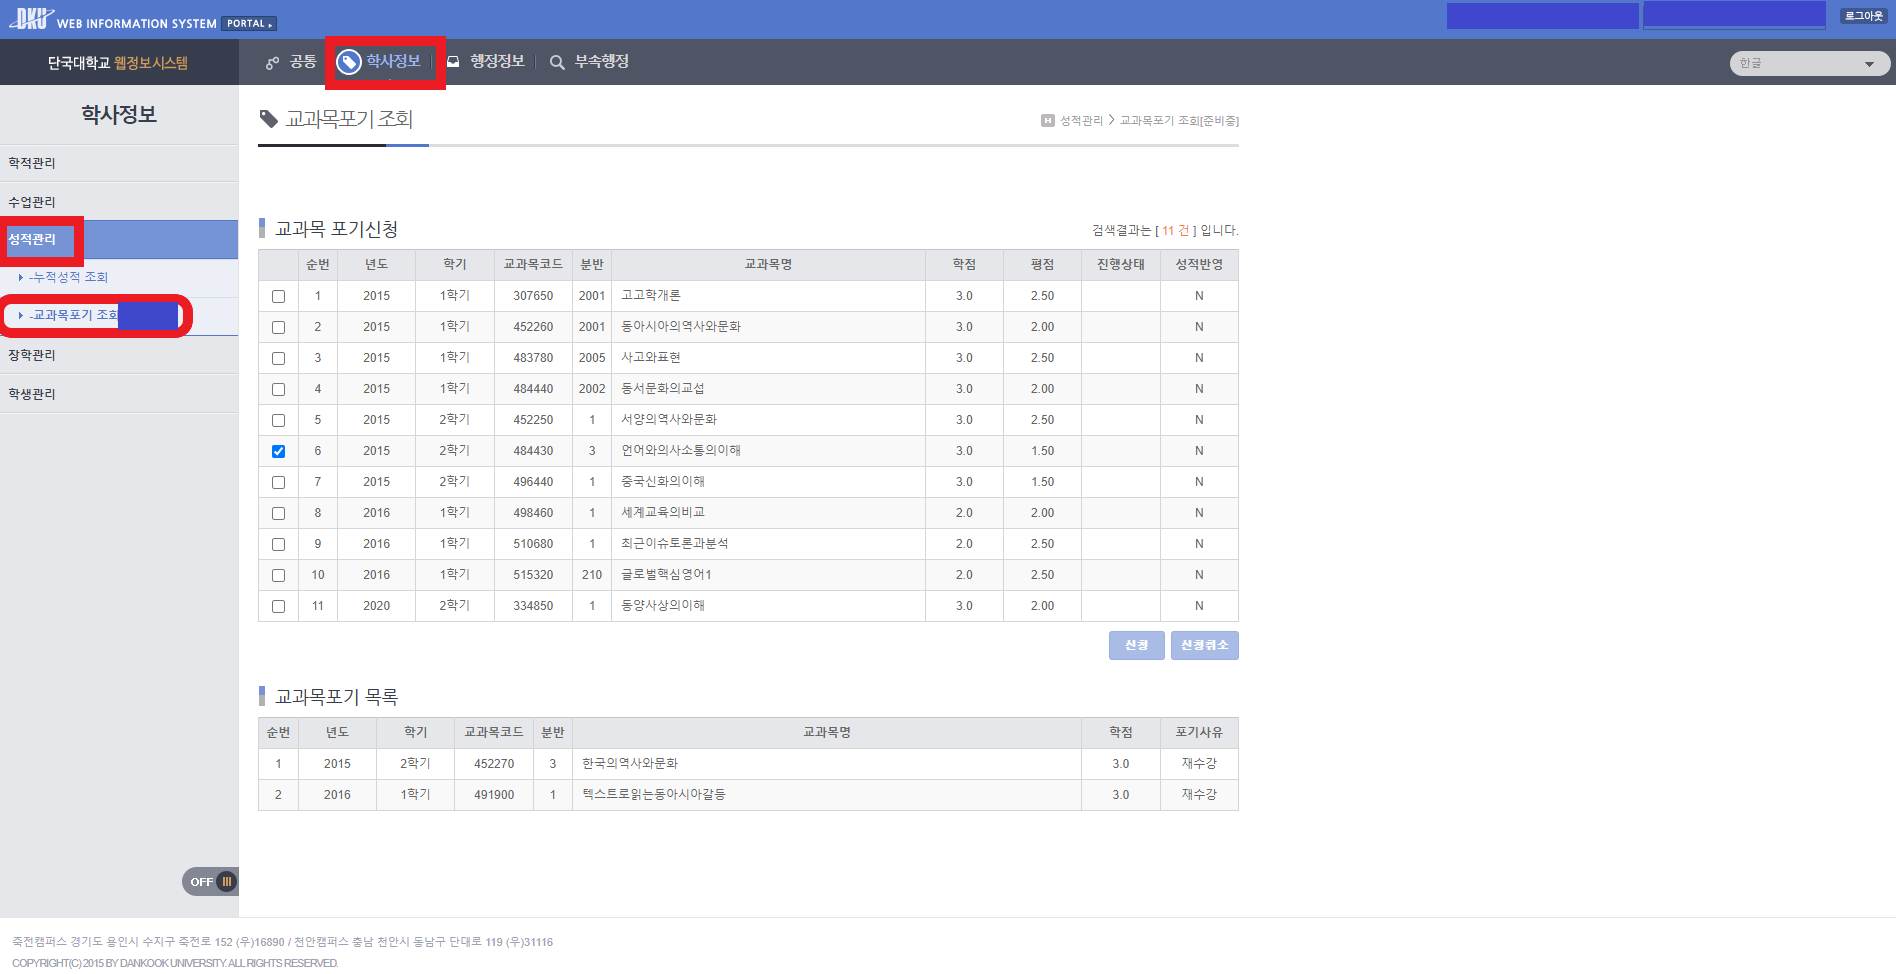 DKU WEB INFORMATION SYSTEM PORTAL
로그아웃
단국대학교 웹정보시스템
공통 학사정보 행정정보 부속행정
한글
학사정보
학적관리
수업관리
성적관리
-누적성적 조회
-교과목포기 조회
장학관리
학생관리
OFF
교과목포기 조회
H 성적관리 > 교과목포기 조회[준비중]
교과목 포기신청
검색결과는 [ 11 건 ] 입니다.
순번 년도 학기 교과목코드 분반 교과목명 학점 평점 진행상태 성적반영
1 2015 1학기 307650 2001 고고학개론 3.0 2.50 N
2 2015 1학기 452260 2001 동아시아의역사와문화 3.0 2.00 N
3 2015 1학기 483780 2005 사고와표현 3.0 2.50 N
4 2015 1학기 484440 2002 동서문화의교섭 3.0 2.00 N
5 2015 2학기 452250 1 서양의역사와문화 3.0 2.50 N
6 2015 2학기 484430 3 언어와의사소통의이해 3.0 1.50 N
7 2015 2학기 496440 1 중국신화의이해 3.0 1.50 N
8 2016 1학기 498460 1 세계교육의비교 2.0 2.00 N
9 2016 1학기 510680 1 최근이슈토론과분석 2.0 2.50 N
10 2016 1학기 515320 210 글로벌핵심영어1 2.0 2.50 N
11 2020 2학기 334850 1 동양사상의이해 3.0 2.00 N
신청 신청취소
교과목포기 목록
순번 년도 학기 교과목코드 분반 교과목명 학점 포기사유
1 2015 2학기 452270 3 한국의역사와문화 3.0 재수강
2 2016 1학기 491900 1 텍스트로읽는동아시아갈등 3.0 재수강
죽전캠퍼스 경기도 용인시 수지구 죽전로 152 (우)16890 / 천안캠퍼스 충남 천안시 동남구 단대로 119 (우)31116
COPYRIGHT(C) 2015 BY DANKOOK UNIVERSITY. ALL RIGHTS RESERVED.